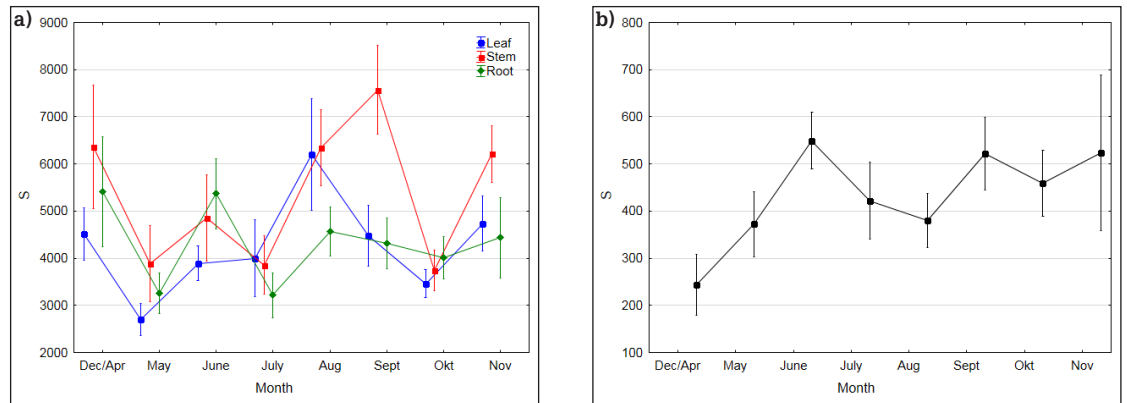 a)
9000
8000
7000
6000
5000
4000
3000
2000
S
Leaf
Stem
Root
Dec/Apr May June July Aug Sept Okt Nov
Month
b)
800
700
600
500
400
300
200
100
S
Dec/Apr May June July Aug Sept Okt Nov
Month